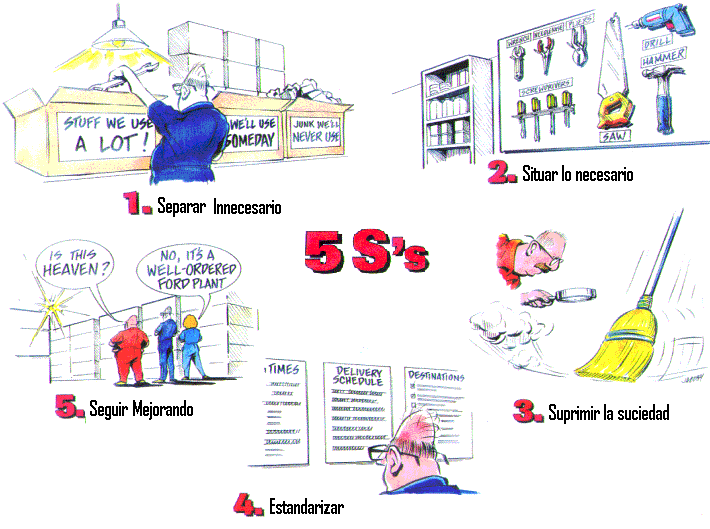 STUFF WE USE
A LOT!
WE'LL USE
SOMEDAY
JUNK WE'LL
NEVER USE
1. Separar Innecesario
WRENCH
PLIERS
SCREWDRIVERS
SAW
DRILL
HAMMER
2. Situar lo necesario
5 S's
IS THIS
HEAVEN?
NO, IT'S A
WELL-ORDERED
FORD PLANT
5. Seguir Mejorando
3. Suprimir la suciedad
TIMES
DELIVERY
SCHEDULE
DESTINATIONS
4. Estandarizar